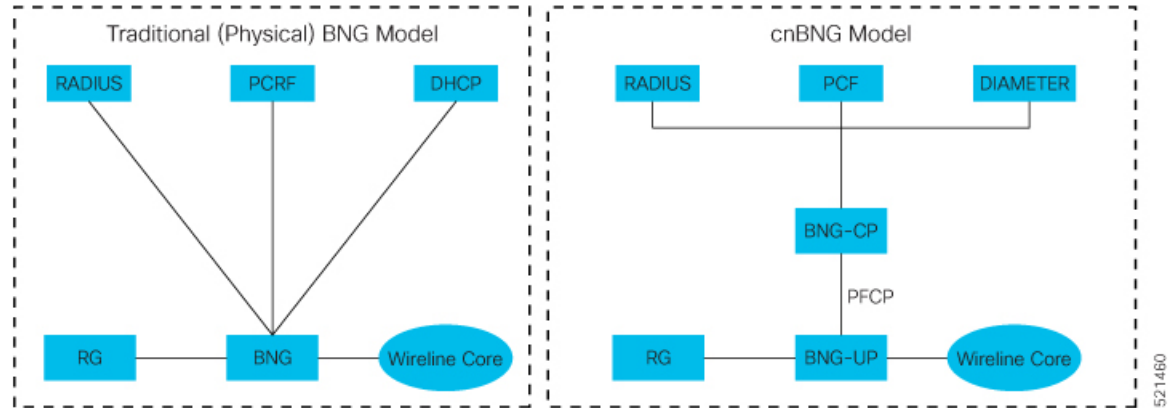 Traditional (Physical) BNG Model
RADIUS
PCRF
DHCP
RG
BNG
Wireline Core
cnBNG Model
RADIUS
PCF
DIAMETER
BNG-CP
PFCP
RG
BNG-UP
Wireline Core
521460